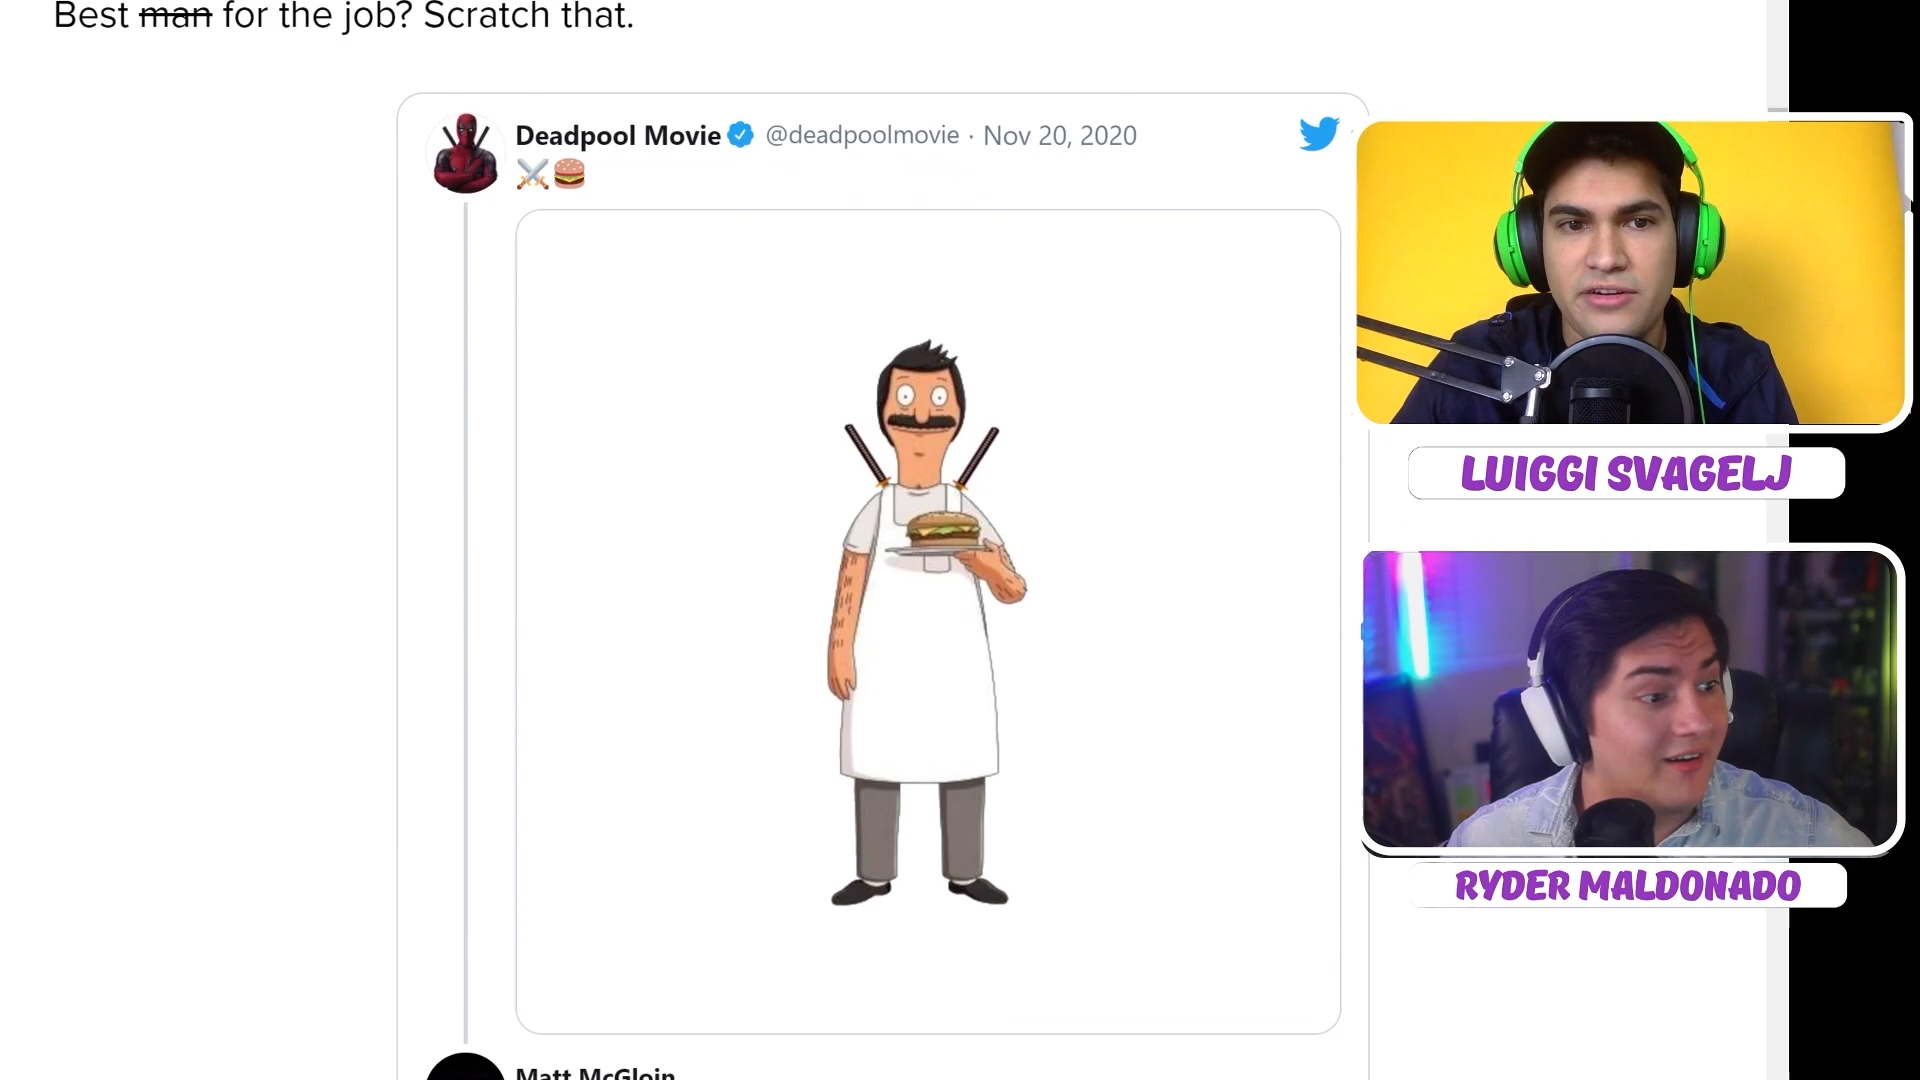 Best man for the job? Scratch that.
Deadpool Movie @deadpoolmovie · Nov 20, 2020
LUIGGI SVAGELJ
RYDER MALDONADO
Matt McGloin